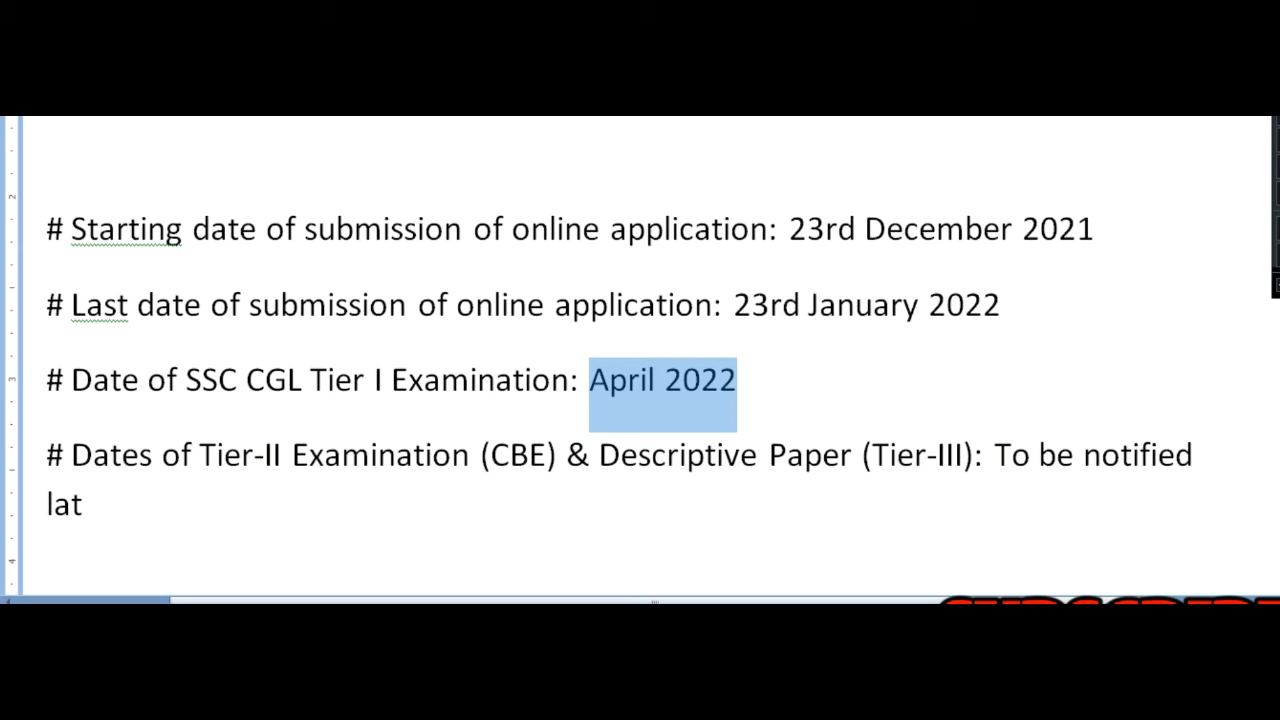 # Starting date of submission of online application: 23rd December 2021
# Last date of submission of online application: 23rd January 2022
# Date of SSC CGL Tier I Examination: April 2022
# Dates of Tier-II Examination (CBE) & Descriptive Paper (Tier-III): To be notified
lat